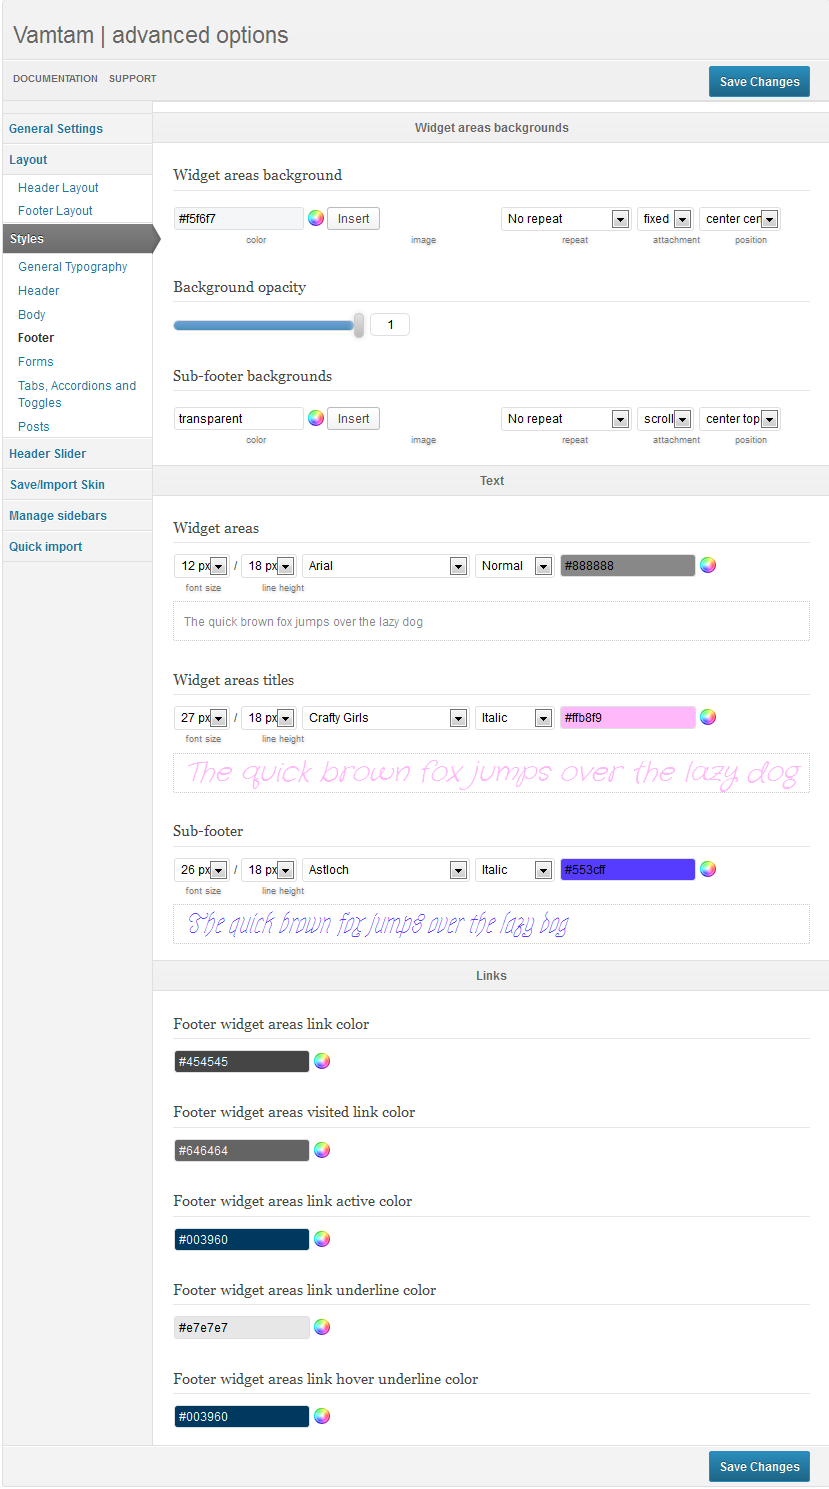 Vamtam | advanced options
DOCUMENTATION SUPPORT
Save Changes
General Settings
Layout
Header Layout
Footer Layout
Styles
General Typography
Header
Body
Footer
Forms
Tabs, Accordions and
Toggles
Posts
Header Slider
Save/Import Skin
Manage sidebars
Quick import
Widget areas backgrounds
Widget areas background
#f5f6f7 Insert No repeat fixed center cen
color image repeat attachment position
Background opacity
1
Sub-footer backgrounds
transparent Insert No repeat scroll center top
color image repeat attachment position
Text
Widget areas
12 px / 18 px Arial Normal #888888
font size line height
The quick brown fox jumps over the lazy dog
Widget areas titles
27 px / 18 px Crafty Girls Italic #ffb8f9
font size line height
The quick brown fox jumps over the lazy dog
Sub-footer
26 px / 18 px Astloch Italic #553cff
font size line height
The quick brown fox jumps over the lazy dog
Links
Footer widget areas link color
#454545
Footer widget areas visited link color
#646464
Footer widget areas link active color
#003960
Footer widget areas link underline color
#e7e7e7
Footer widget areas link hover underline color
#003960
Save Changes